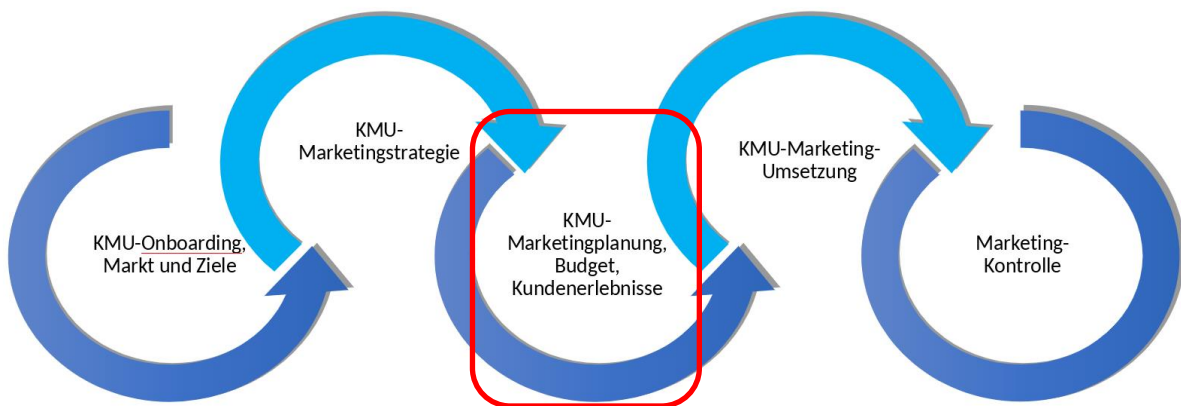 KMU-Onboarding,
Markt und Ziele
KMU-
Marketingstrategie
KMU-
Marketingplanung,
Budget,
Kundenerlebnisse
KMU-Marketing-
Umsetzung
Marketing-
Kontrolle